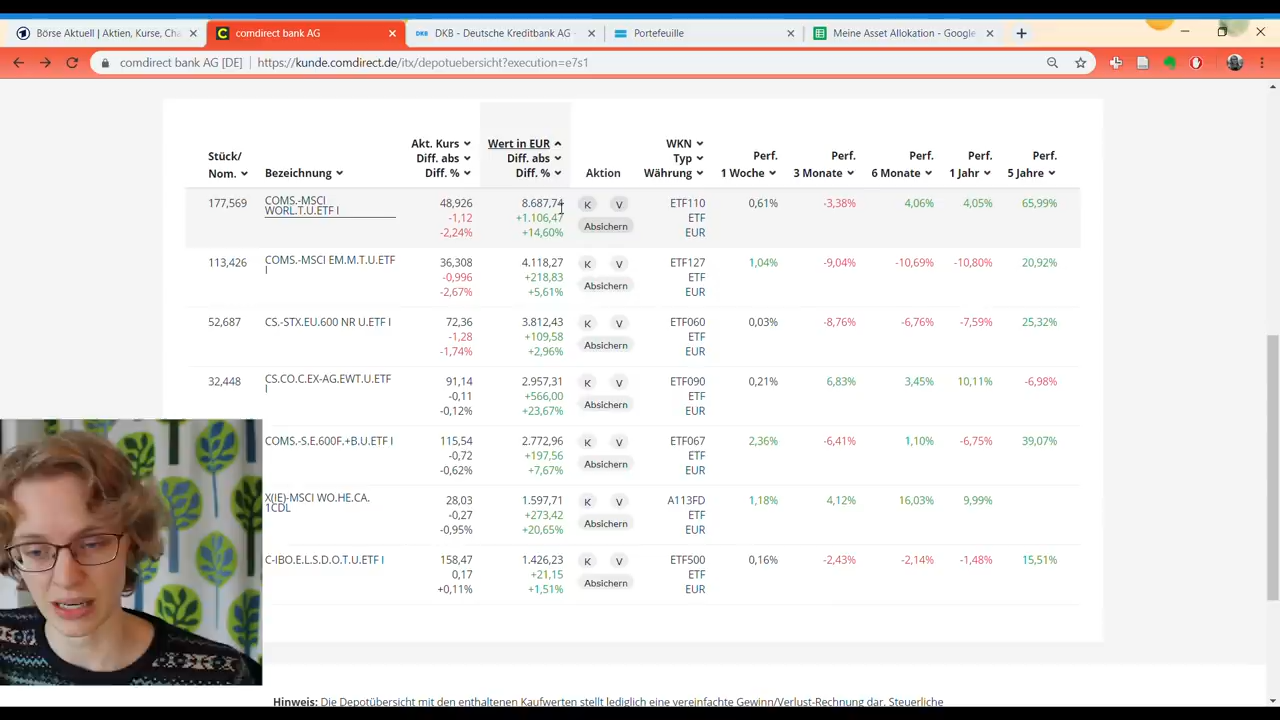 Börse Aktuell | Aktien, Kurse, Cha
comdirect bank AG
DKB - Deutsche Kreditbank AG -
Portefeuille
Meine Asset Allokation - Google
comdirect bank AG [DE] | https://kunde.comdirect.de/itx/depotuebersicht?execution=e7s1
Stück/
Nom.
Bezeichnung
Akt. Kurs
Diff. abs
Diff. %
Wert in EUR
Diff. abs
Diff. %
Aktion
WKN
Typ
Währung
Perf.
1 Woche
Perf.
3 Monate
Perf.
6 Monate
Perf.
1 Jahr
Perf.
5 Jahre
177,569
COMS.-MSCI
WORL.T.U.ETF I
48,926
-1,12
-2,24%
8.687,74
+1.106,47
+14,60%
K V
Absichern
ETF110
ETF
EUR
0,61%
-3,38%
4,06%
4,05%
65,99%
113,426
COMS.-MSCI EM.M.T.U.ETF
I
36,308
-0,996
-2,67%
4.118,27
+218,83
+5,61%
K V
Absichern
ETF127
ETF
EUR
1,04%
-9,04%
-10,69%
-10,80%
20,92%
52,687
CS.-STX.EU.600 NR U.ETF I
72,36
-1,28
-1,74%
3.812,43
+109,58
+2,96%
K V
Absichern
ETF060
ETF
EUR
0,03%
-8,76%
-6,76%
-7,59%
25,32%
32,448
CS.CO.C.EX-AG.EWT.U.ETF
I
91,14
-0,11
-0,12%
2.957,31
+566,00
+23,67%
K V
Absichern
ETF090
ETF
EUR
0,21%
6,83%
3,45%
10,11%
-6,98%
COMS.-S.E.600F.+B.U.ETF I
115,54
-0,72
-0,62%
2.772,96
+197,56
+7,67%
K V
Absichern
ETF067
ETF
EUR
2,36%
-6,41%
1,10%
-6,75%
39,07%
X(IE)-MSCI WO.HE.CA.
1CDL
28,03
-0,27
-0,95%
1.597,71
+273,42
+20,65%
K V
Absichern
A113FD
ETF
EUR
1,18%
4,12%
16,03%
9,99%
C-IBO.E.L.S.D.O.T.U.ETF I
158,47
0,17
+0,11%
1.426,23
+21,15
+1,51%
K V
Absichern
ETF500
ETF
EUR
0,16%
-2,43%
-2,14%
-1,48%
15,51%
Hinweis: Die Depotübersicht mit den enthaltenen Kaufwerten stellt lediglich eine vereinfachte Gewinn/Verlust-Rechnung dar. Steuerliche